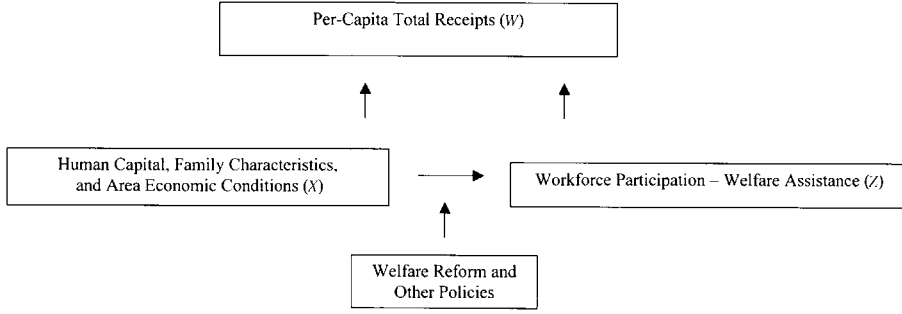 Per-Capita Total Receipts (W)
Human Capital, Family Characteristics,
and Area Economic Conditions (X)
Workforce Participation – Welfare Assistance (Z)
Welfare Reform and
Other Policies